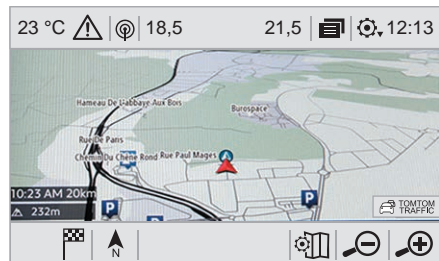 23 °C 18,5 21,5 12:13
Hameau De L'abbaye Aux Bois
Burospace
Rue De Paris
Chemin Du Chêne Rond Rue Paul Mages
10:23 AM 20km
232m
P P P
TOMTOM
TRAFFIC
N